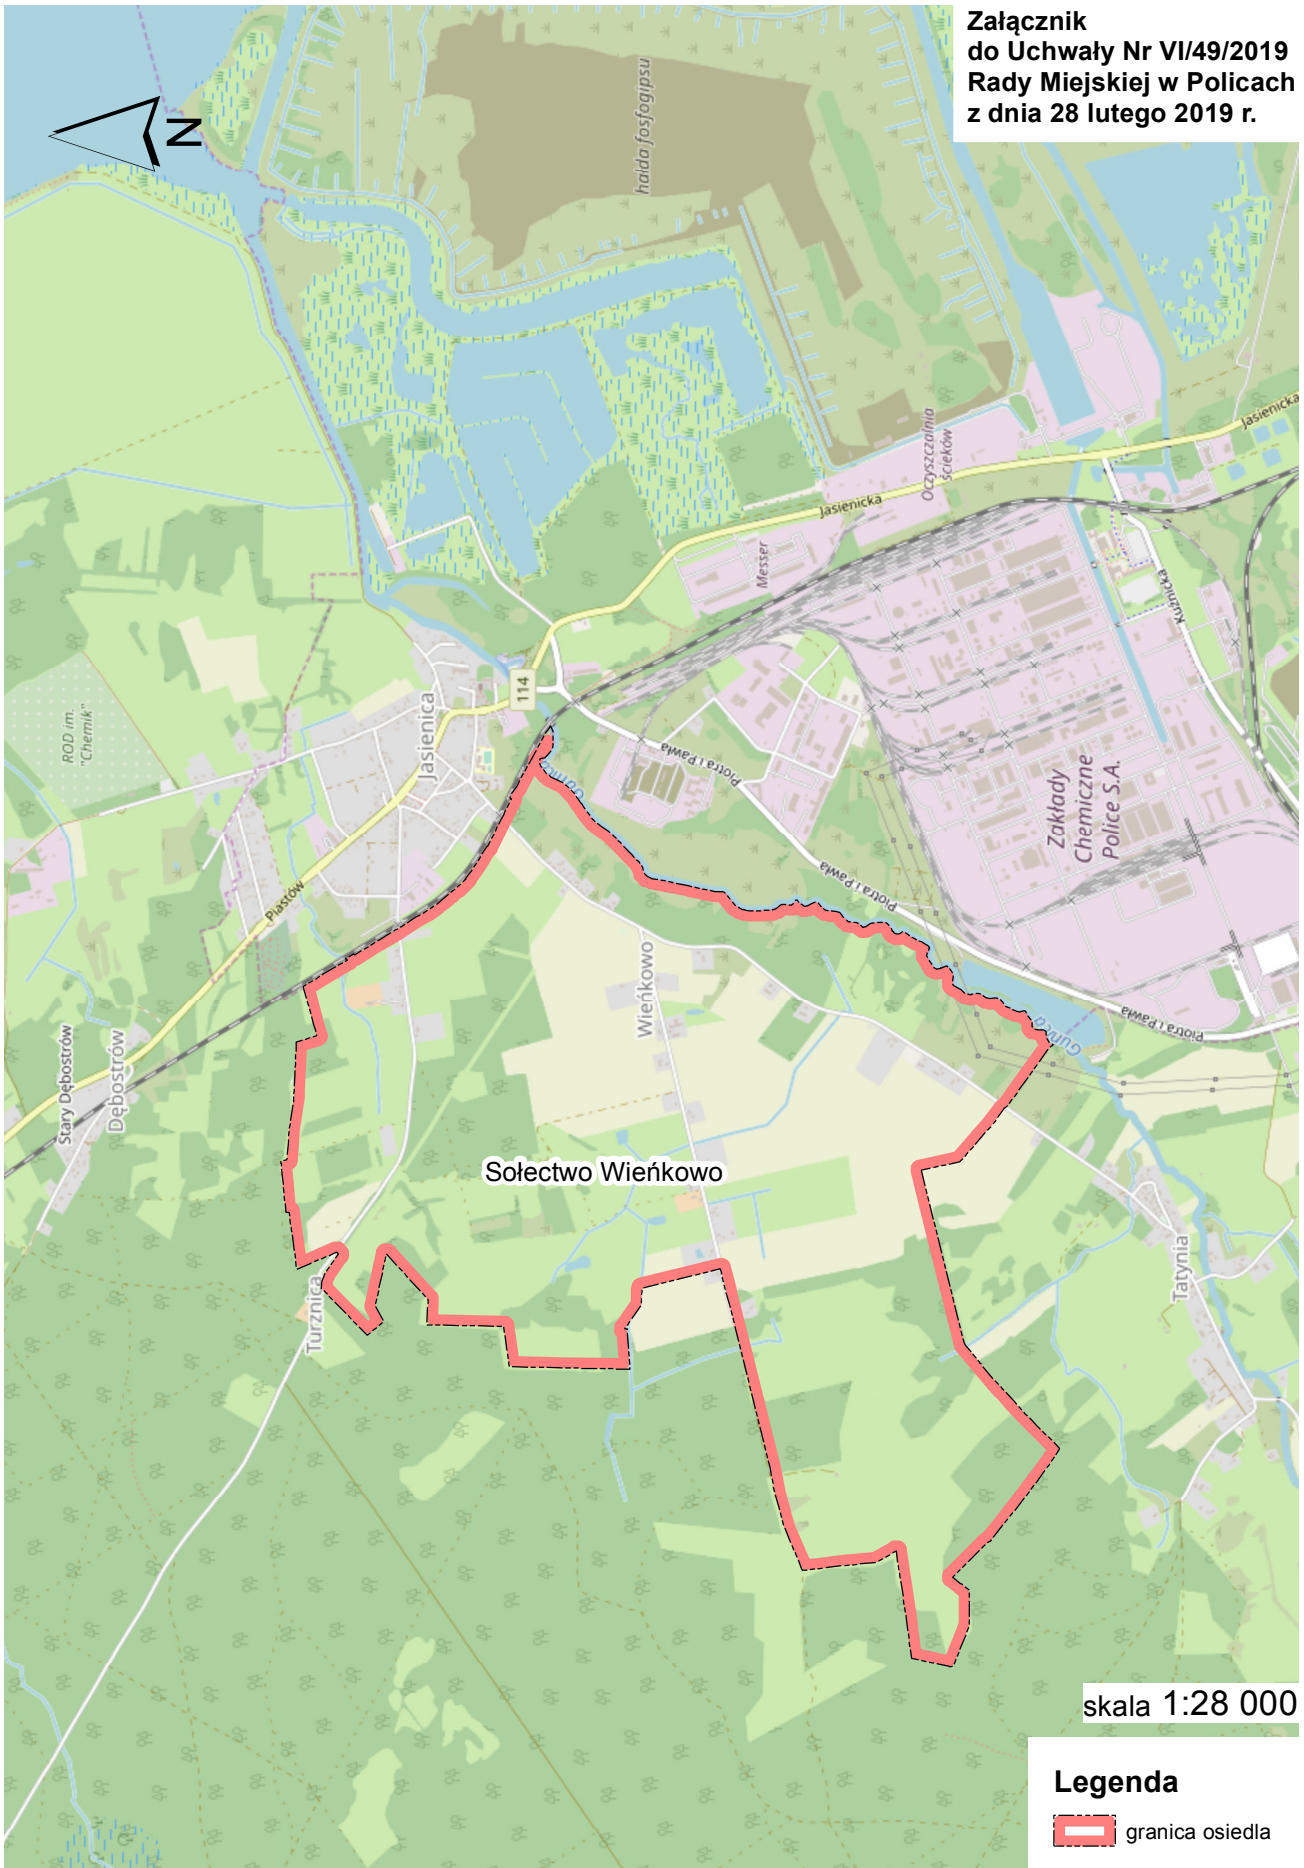 Załącznik
do Uchwały Nr VI/49/2019
Rady Miejskiej w Policach
z dnia 28 lutego 2019 r.
N
hałda fosfogipsu
Jasienicka
Oczyszczalnia
ścieków
Jasienicka
Messer
Kuźnicka
ROD im.
"Chemik"
Jasienica
114
Piotra i Pawła
Zakłady
Chemiczne
Police S.A.
Gunica
Piastów
Piotra i Pawła
Wieńkowo
Stary Dębostrów
Dębostrów
Piotra i Pawła
Gunica
Sołectwo Wieńkowo
Tatynia
Turznica
skala 1:28 000
Legenda
granica osiedla